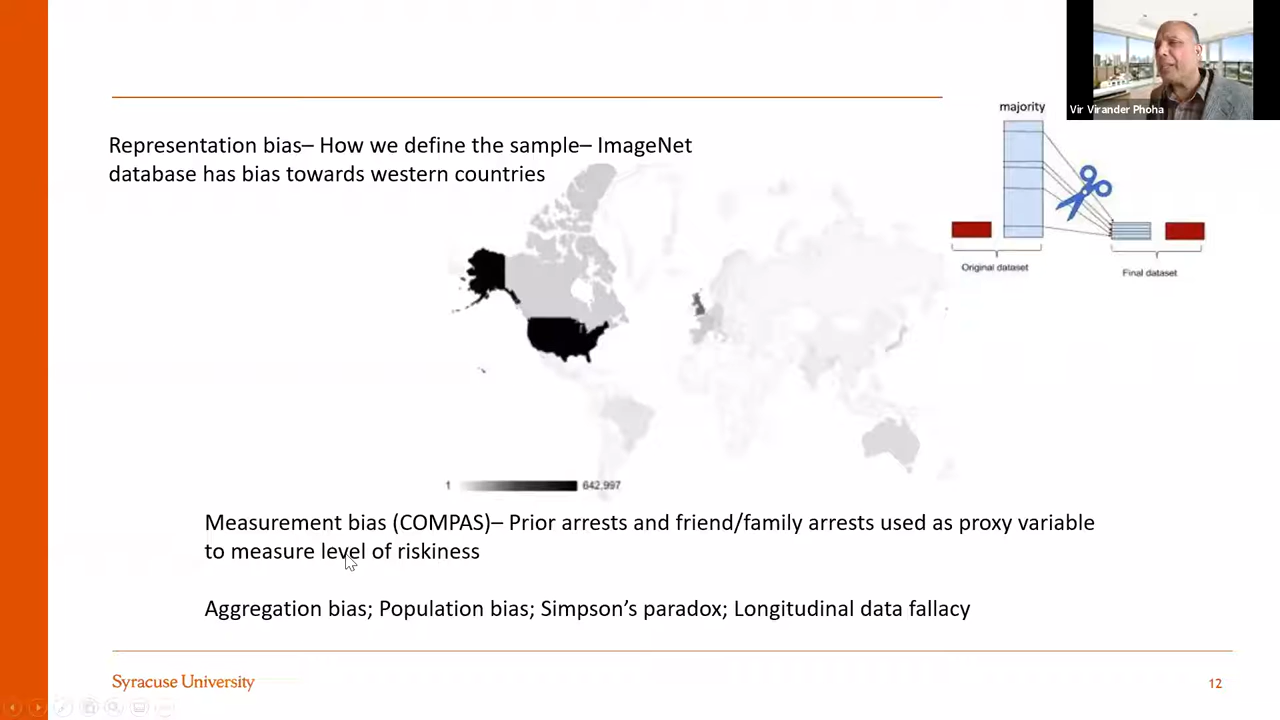 Vir Virander Phoha
majority
Representation bias– How we define the sample– ImageNet
database has bias towards western countries
Original dataset
Final dataset
1
642,997
Measurement bias (COMPAS)– Prior arrests and friend/family arrests used as proxy variable
to measure level of riskiness
Aggregation bias; Population bias; Simpson’s paradox; Longitudinal data fallacy
Syracuse University
12